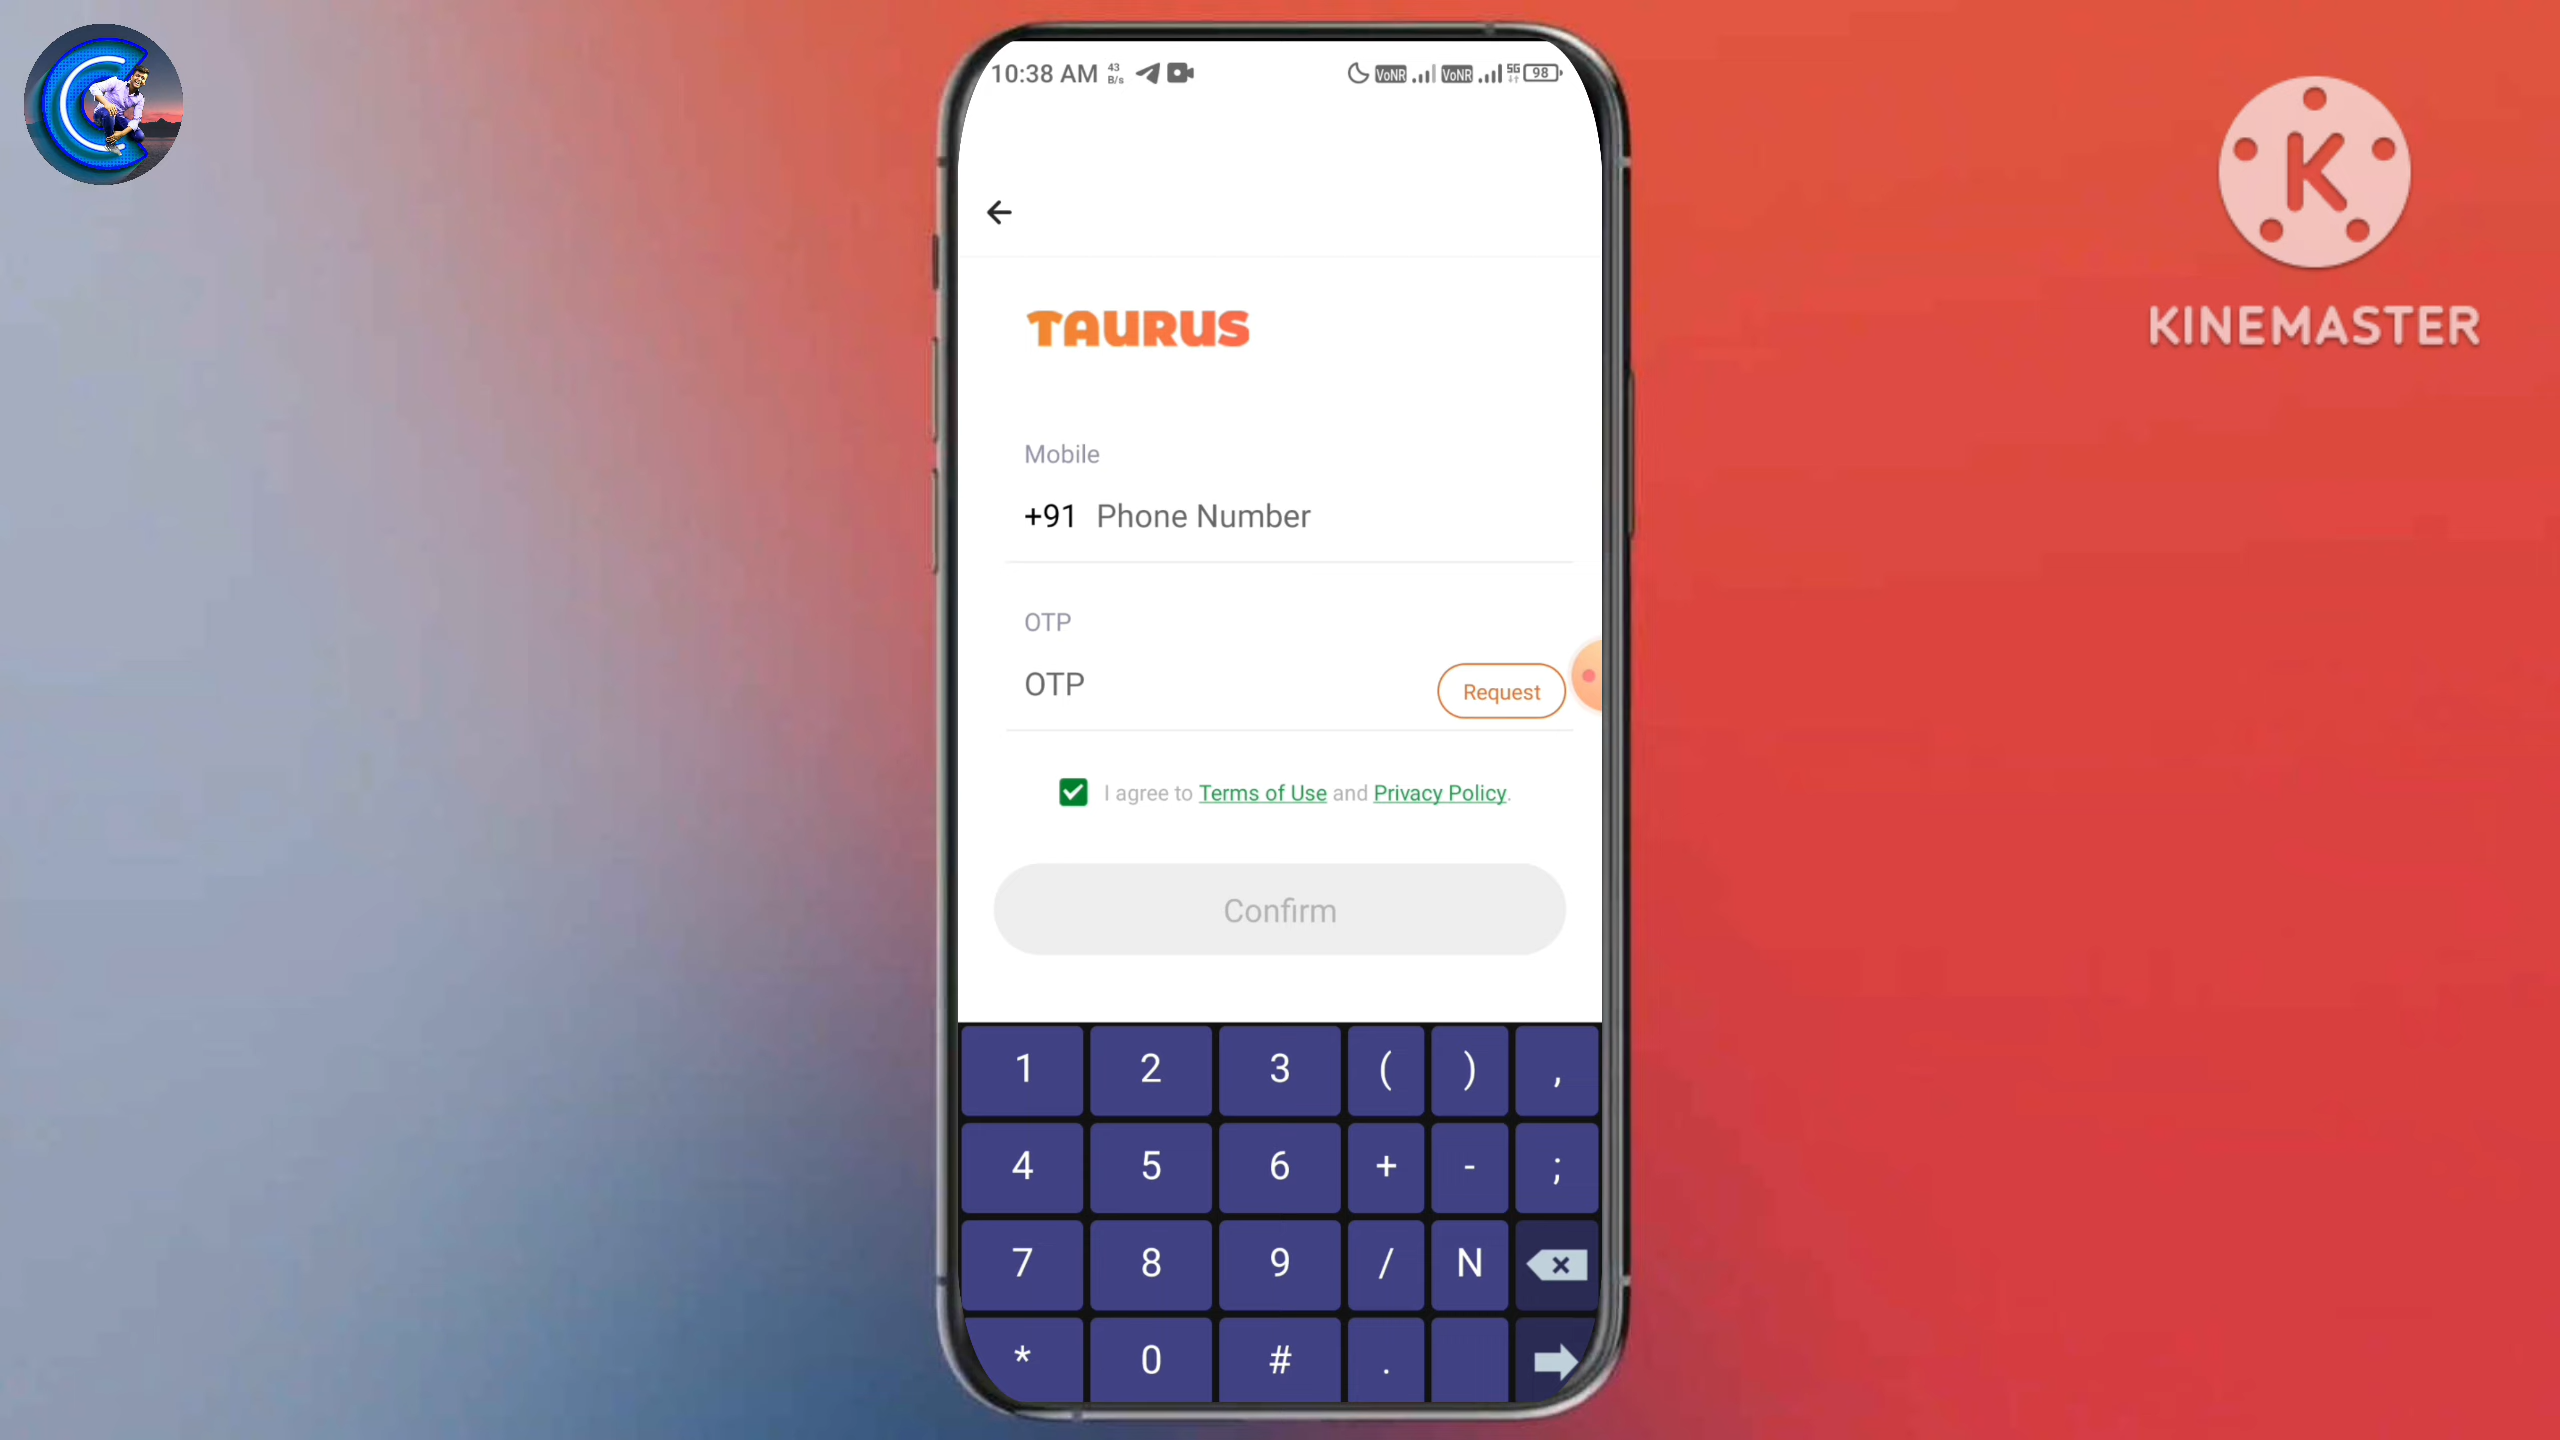 10:38 AM 43 B/s VoNR VoNR 5G 98
K
KINEMASTER
TAURUS
Mobile
+91 Phone Number
OTP
OTP Request
I agree to Terms of Use and Privacy Policy.
Confirm
1 2 3 ( ) ,
4 5 6 + - ;
7 8 9 / N
* 0 # .